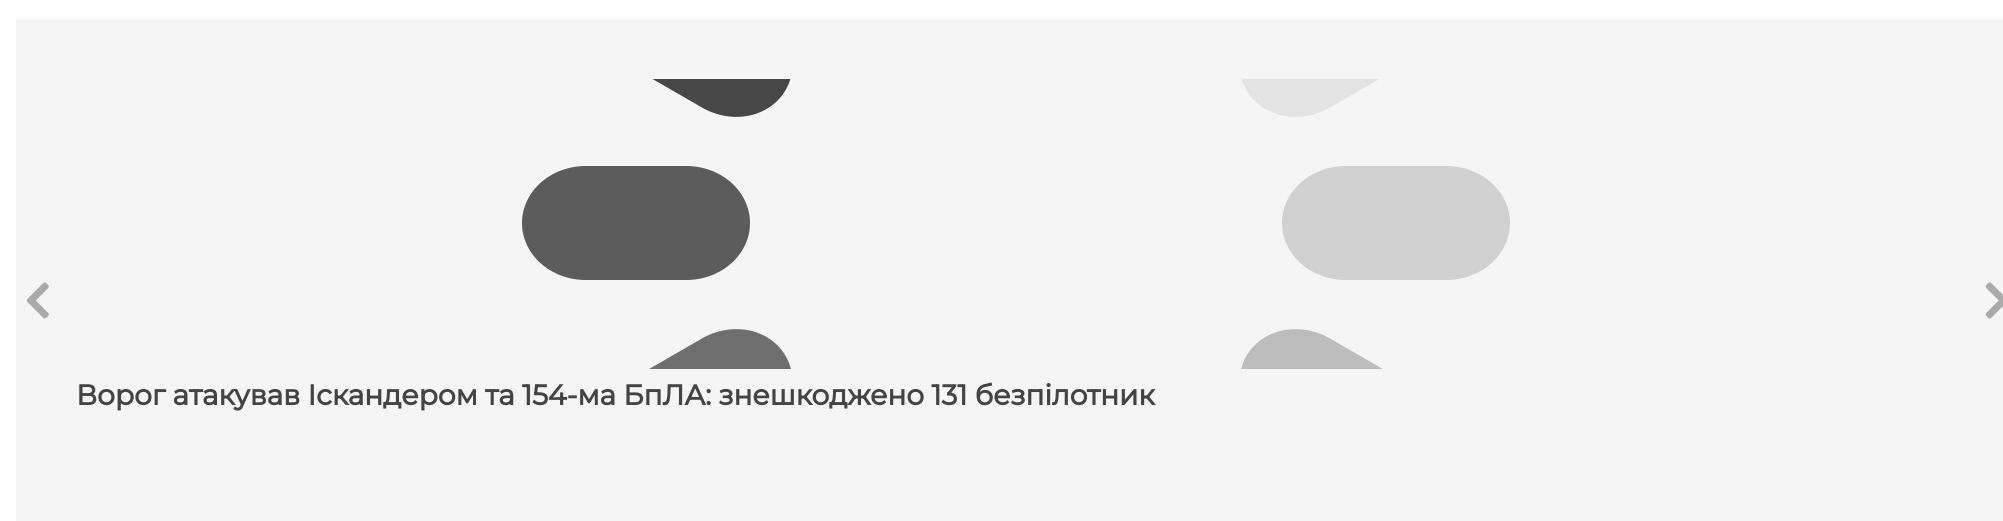 Ворог атакував Іскандером та 154-ма БпЛА: знешкоджено 131 безпілотник